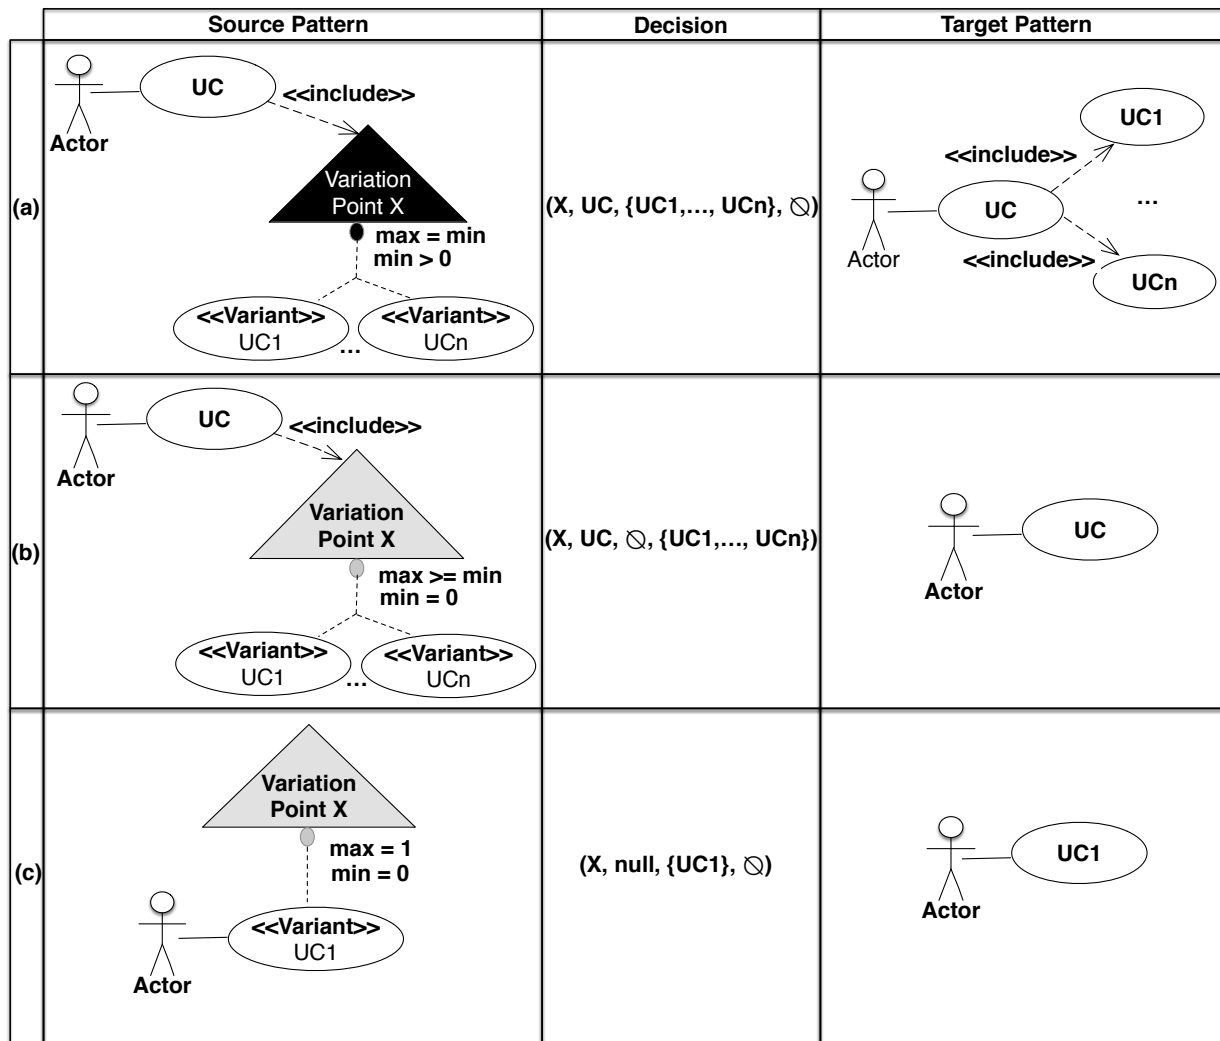 Source Pattern
Decision
Target Pattern
(a)
UC
<<include>>
Actor
Variation
Point X
max = min
min > 0
<<Variant>>
UC1
...
<<Variant>>
UCn
(X, UC, {UC1,..., UCn}, ∅)
UC1
<<include>>
...
UC
Actor
<<include>>
UCn
(b)
UC
<<include>>
Actor
Variation
Point X
max >= min
min = 0
<<Variant>>
UC1
...
<<Variant>>
UCn
(X, UC, ∅, {UC1,..., UCn})
UC
Actor
(c)
Variation
Point X
max = 1
min = 0
<<Variant>>
UC1
Actor
(X, null, {UC1}, ∅)
UC1
Actor